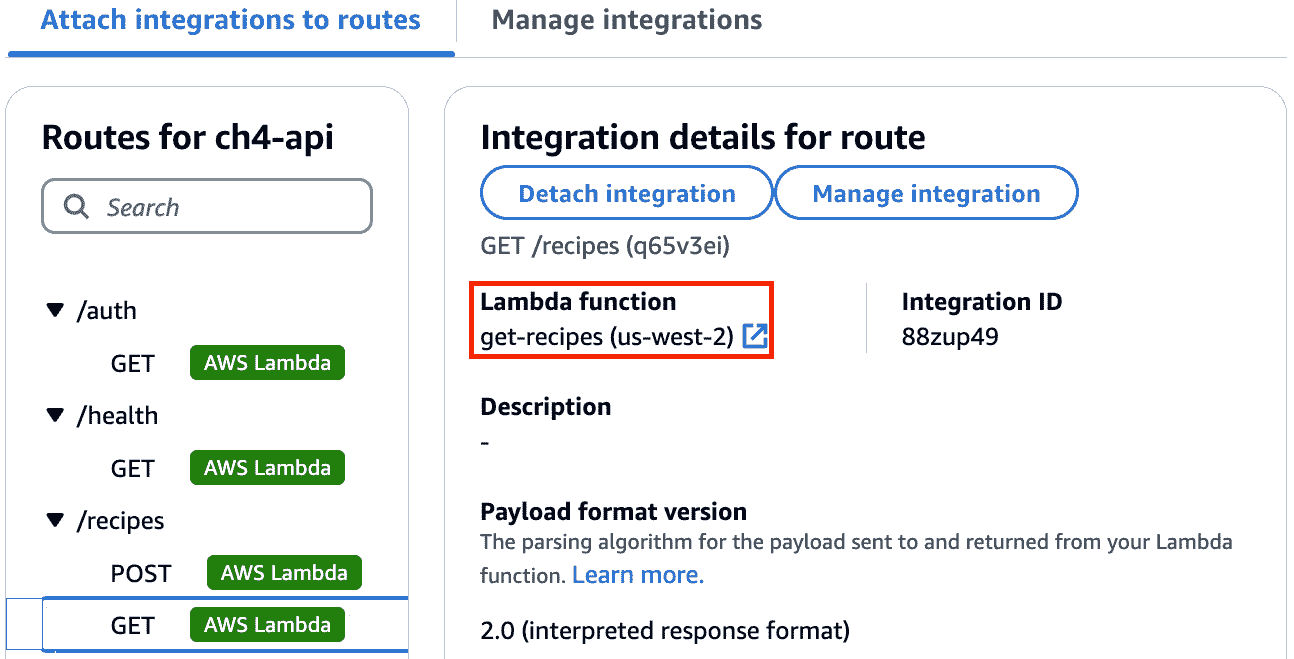 Attach integrations to routes
Manage integrations
Routes for ch4-api
Search
/auth
GET AWS Lambda
/health
GET AWS Lambda
/recipes
POST AWS Lambda
GET AWS Lambda
Integration details for route
Detach integration
Manage integration
GET /recipes (q65v3ei)
Lambda function
get-recipes (us-west-2)
Integration ID
88zup49
Description
-
Payload format version
The parsing algorithm for the payload sent to and returned from your Lambda
function. Learn more.
2.0 (interpreted response format)